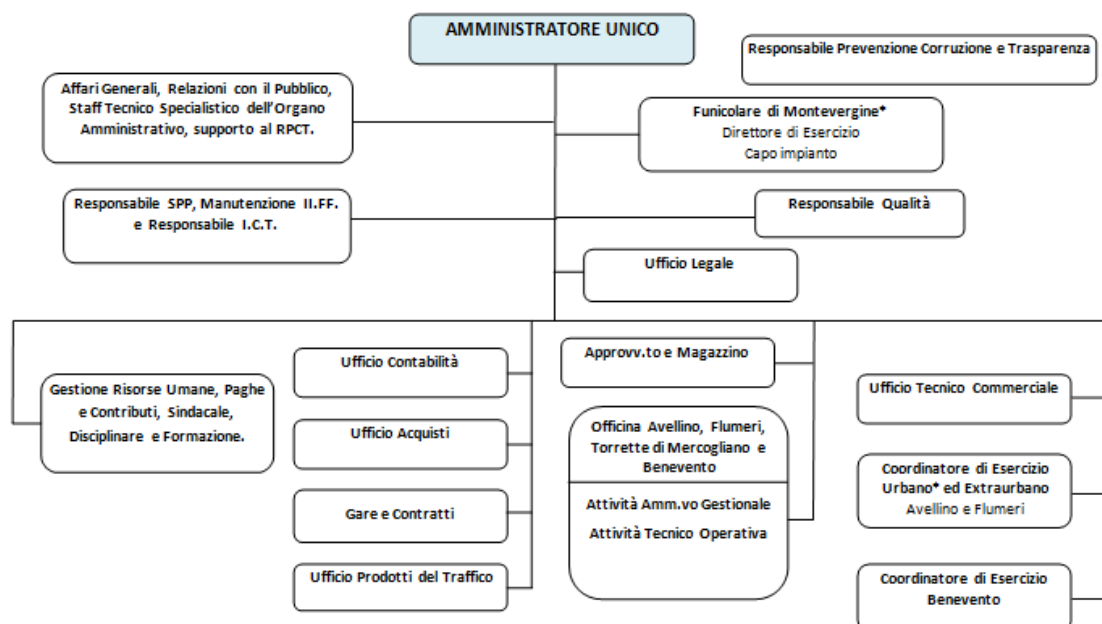 AMMINISTRATORE UNICO
Responsabile Prevenzione Corruzione e Trasparenza
Affari Generali, Relazioni con il Pubblico,
Staff Tecnico Specialistico dell'Organo
Amministrativo, supporto al RPCT.
Funicolare di Montevergine*
Direttore di Esercizio
Capo impianto
Responsabile SPP, Manutenzione II.FF.
e Responsabile I.C.T.
Responsabile Qualità
Ufficio Legale
Gestione Risorse Umane, Paghe
e Contributi, Sindacale,
Disciplinare e Formazione.
Ufficio Contabilità
Ufficio Acquisti
Gare e Contratti
Ufficio Prodotti del Traffico
Approvv.to e Magazzino
Officina Avellino, Flumeri,
Torrette di Mercogliano e
Benevento
Attività Amm.vo Gestionale
Attività Tecnico Operativa
Ufficio Tecnico Commerciale
Coordinatore di Esercizio
Urbano* ed Extraurbano
Avellino e Flumeri
Coordinatore di Esercizio
Benevento